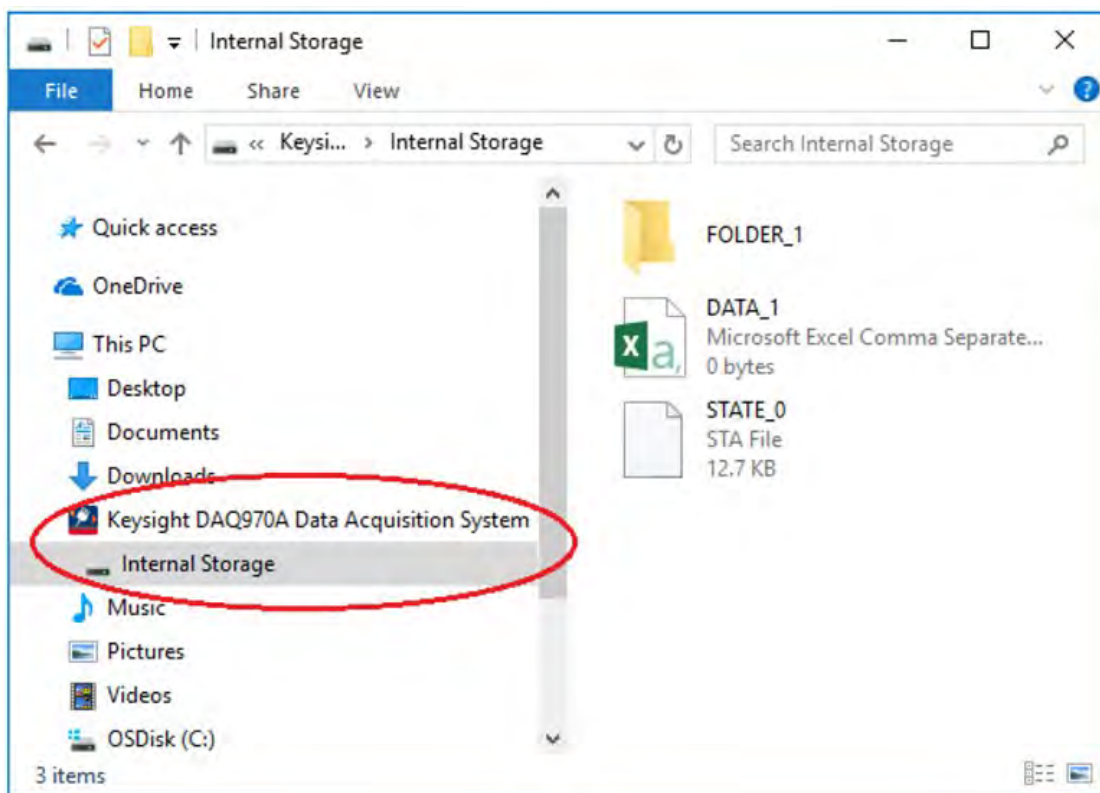 Internal Storage
File Home Share View
« Keysi... > Internal Storage
Search Internal Storage
Quick access
OneDrive
This PC
Desktop
Documents
Downloads
Keysight DAQ970A Data Acquisition System
Internal Storage
Music
Pictures
Videos
OSDisk (C:)
FOLDER_1
DATA_1
Microsoft Excel Comma Separate...
0 bytes
STATE_0
STA File
12.7 KB
3 items